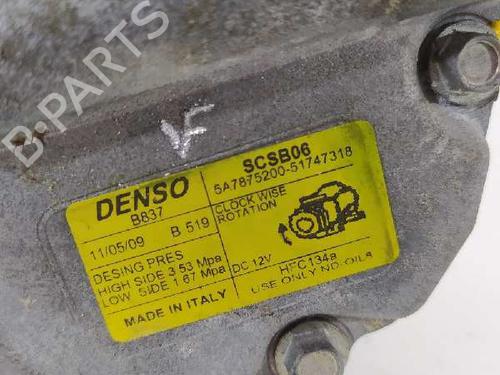 B-PARTS
VF
DENSO
B837
11/05/09 B 519
DESING PRES
HIGH SIDE 3.53 Mpa
LOW SIDE 1.67 Mpa
MADE IN ITALY
SCSB06
5A7875200-51747318
CLOCK WISE
ROTATION
DC 12V
HFC134a
USE ONLY ND-OIL8